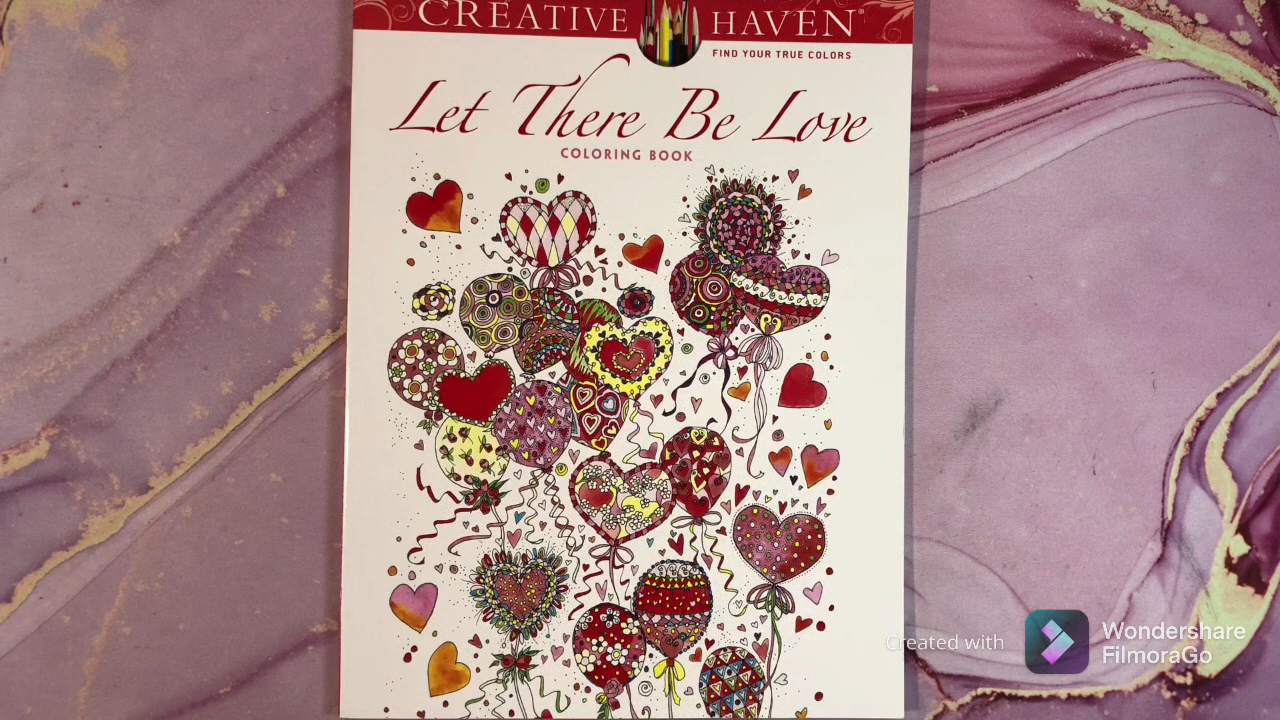 CREATIVE HAVEN®
FIND YOUR TRUE COLORS
Let There Be Love
COLORING BOOK
Created with
Wondershare
FilmoraGo